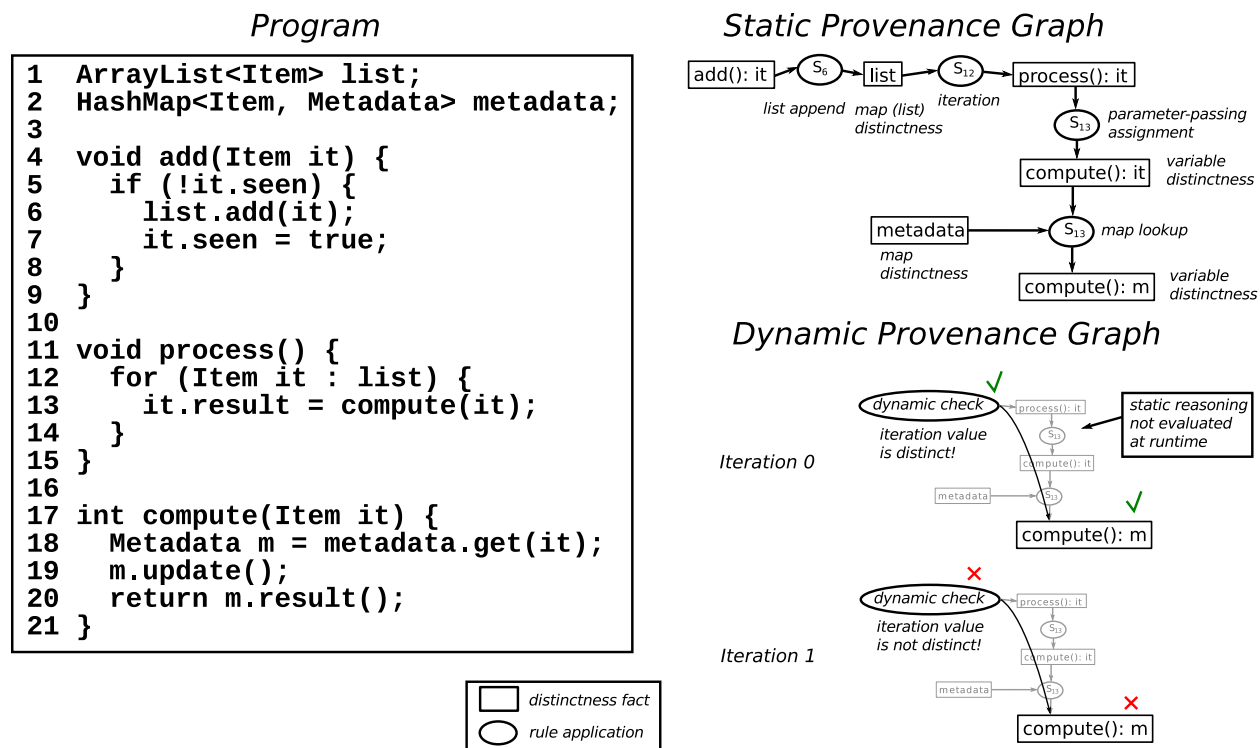 Program
1 ArrayList<Item> list;
2 HashMap<Item, Metadata> metadata;
3
4 void add(Item it) {
5 if (!it.seen) {
6 list.add(it);
7 it.seen = true;
8 }
9 }
10
11 void process() {
12 for (Item it : list) {
13 it.result = compute(it);
14 }
15 }
16
17 int compute(Item it) {
18 Metadata m = metadata.get(it);
19 m.update();
20 return m.result();
21 }
distinctness fact
rule application
Static Provenance Graph
add(): it
S6
list
S12
process(): it
list append
map (list)
distinctness
iteration
S13
parameter-passing
assignment
compute(): it
variable
distinctness
metadata
S13
map lookup
map
distinctness
compute(): m
variable
distinctness
Dynamic Provenance Graph
Iteration 0
dynamic check
iteration value
is distinct!
process(): it
S13
compute(): it
metadata
S13
compute(): m
static reasoning
not evaluated
at runtime
Iteration 1
dynamic check
iteration value
is not distinct!
process(): it
S13
compute(): it
metadata
S13
compute(): m